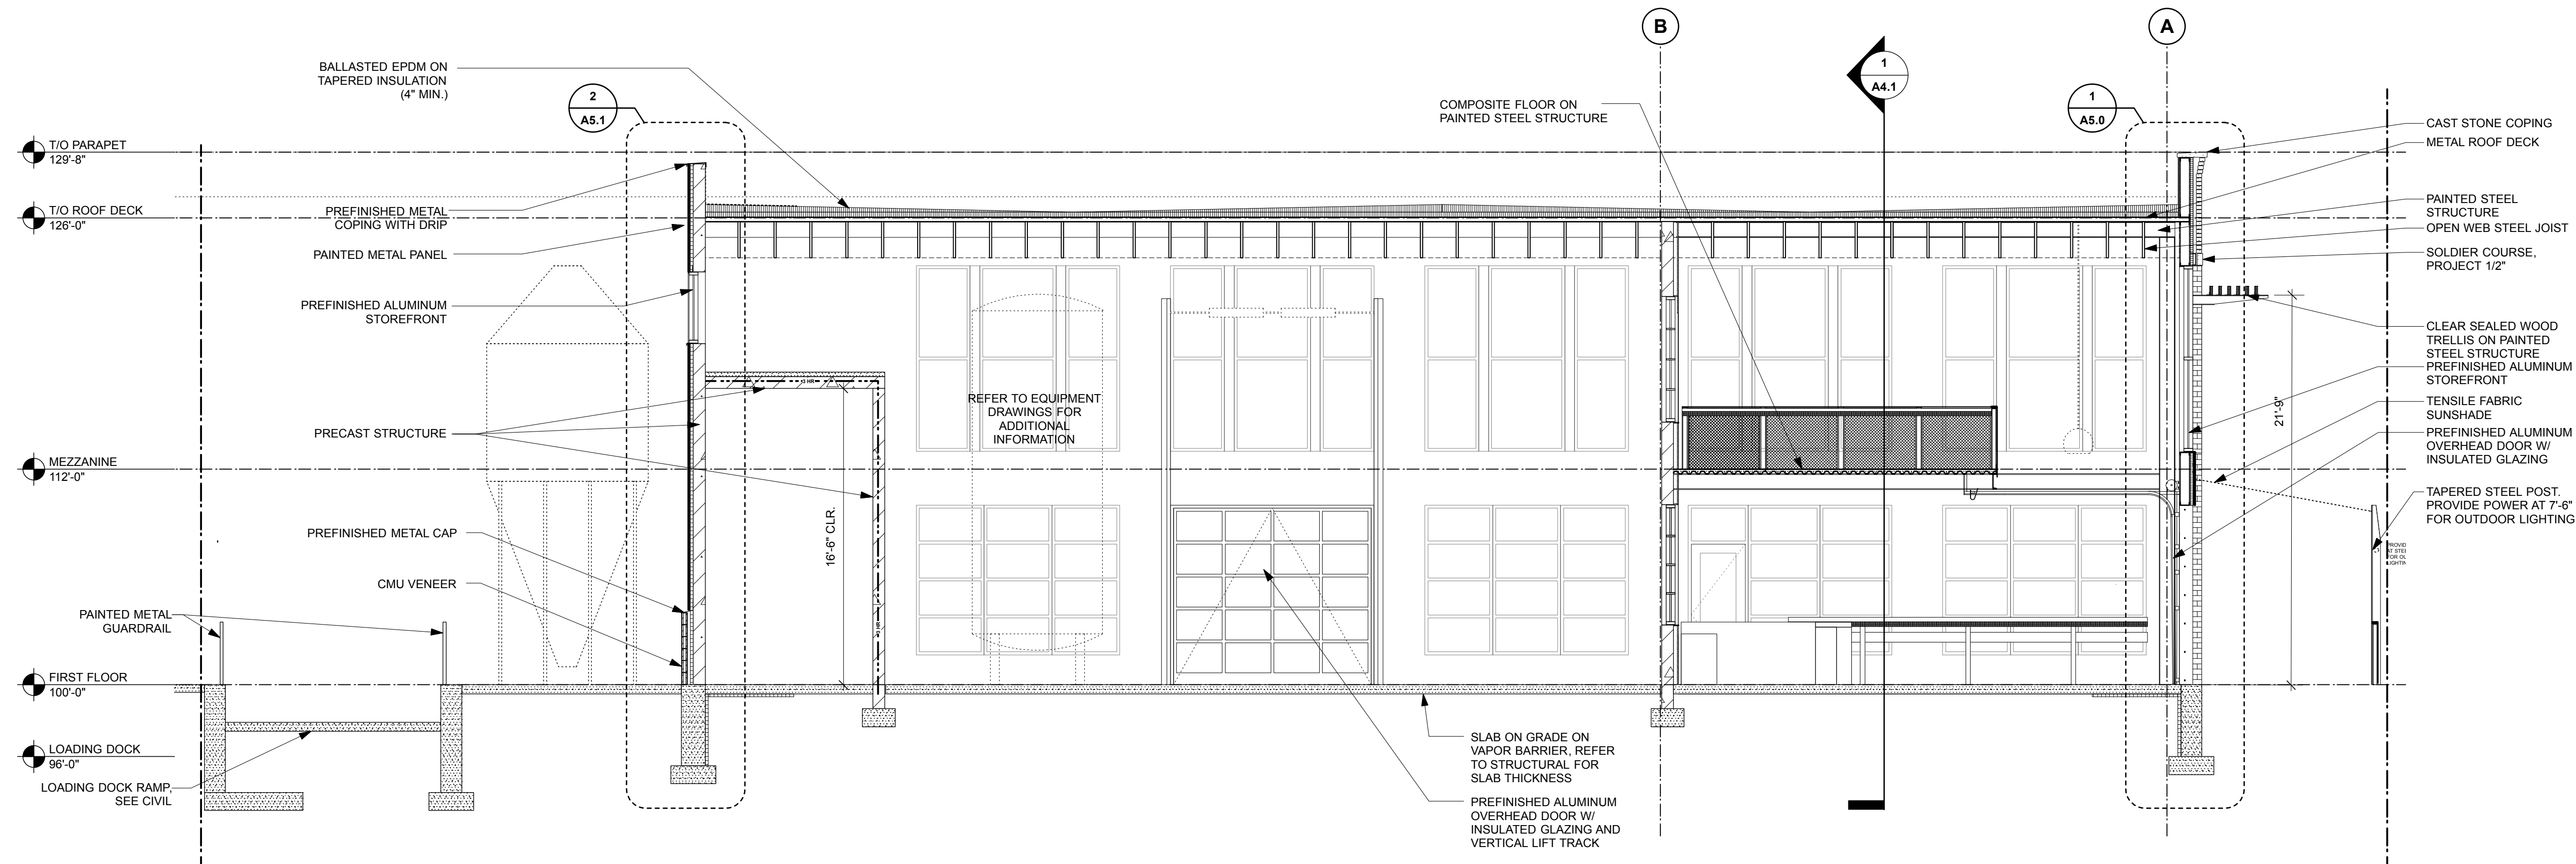 B
A
BALLASTED EPDM ON
TAPERED INSULATION
(4" MIN.)
2
A5.1
COMPOSITE FLOOR ON
PAINTED STEEL STRUCTURE
1
A4.1
1
A5.0
T/O PARAPET
129'-8"
T/O ROOF DECK
126'-0"
MEZZANINE
112'-0"
FIRST FLOOR
100'-0"
LOADING DOCK
96'-0"
PREFINISHED METAL
COPING WITH DRIP
PAINTED METAL PANEL
PREFINISHED ALUMINUM
STOREFRONT
PRECAST STRUCTURE
PREFINISHED METAL CAP
CMU VENEER
PAINTED METAL
GUARDRAIL
LOADING DOCK RAMP,
SEE CIVIL
1 HR
1 HR
16'-6" CLR.
REFER TO EQUIPMENT
DRAWINGS FOR
ADDITIONAL
INFORMATION
SLAB ON GRADE ON
VAPOR BARRIER, REFER
TO STRUCTURAL FOR
SLAB THICKNESS
PREFINISHED ALUMINUM
OVERHEAD DOOR W/
INSULATED GLAZING AND
VERTICAL LIFT TRACK
21'-9"
CAST STONE COPING
METAL ROOF DECK
PAINTED STEEL
STRUCTURE
OPEN WEB STEEL JOIST
SOLDIER COURSE,
PROJECT 1/2"
CLEAR SEALED WOOD
TRELLIS ON PAINTED
STEEL STRUCTURE
PREFINISHED ALUMINUM
STOREFRONT
TENSILE FABRIC
SUNSHADE
PREFINISHED ALUMINUM
OVERHEAD DOOR W/
INSULATED GLAZING
TAPERED STEEL POST.
PROVIDE POWER AT 7'-6"
FOR OUTDOOR LIGHTING